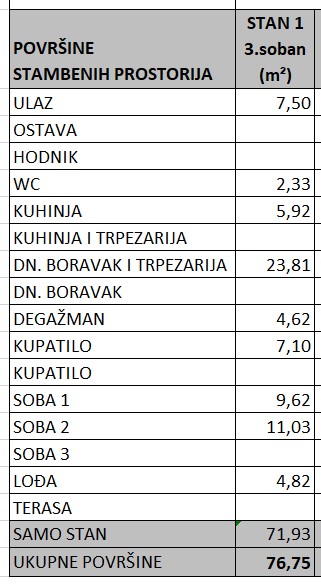 POVRŠINE
STAMBENIH PROSTORIJA
STAN 1
3.soban
(m²)
ULAZ 7,50
OSTAVA
HODNIK
WC 2,33
KUHINJA 5,92
KUHINJA I TRPEZARIJA
DN. BORAVAK I TRPEZARIJA 23,81
DN. BORAVAK
DEGAŽMAN 4,62
KUPATILO 7,10
KUPATILO
SOBA 1 9,62
SOBA 2 11,03
SOBA 3
LOĐA 4,82
TERASA
SAMO STAN 71,93
UKUPNE POVRŠINE 76,75